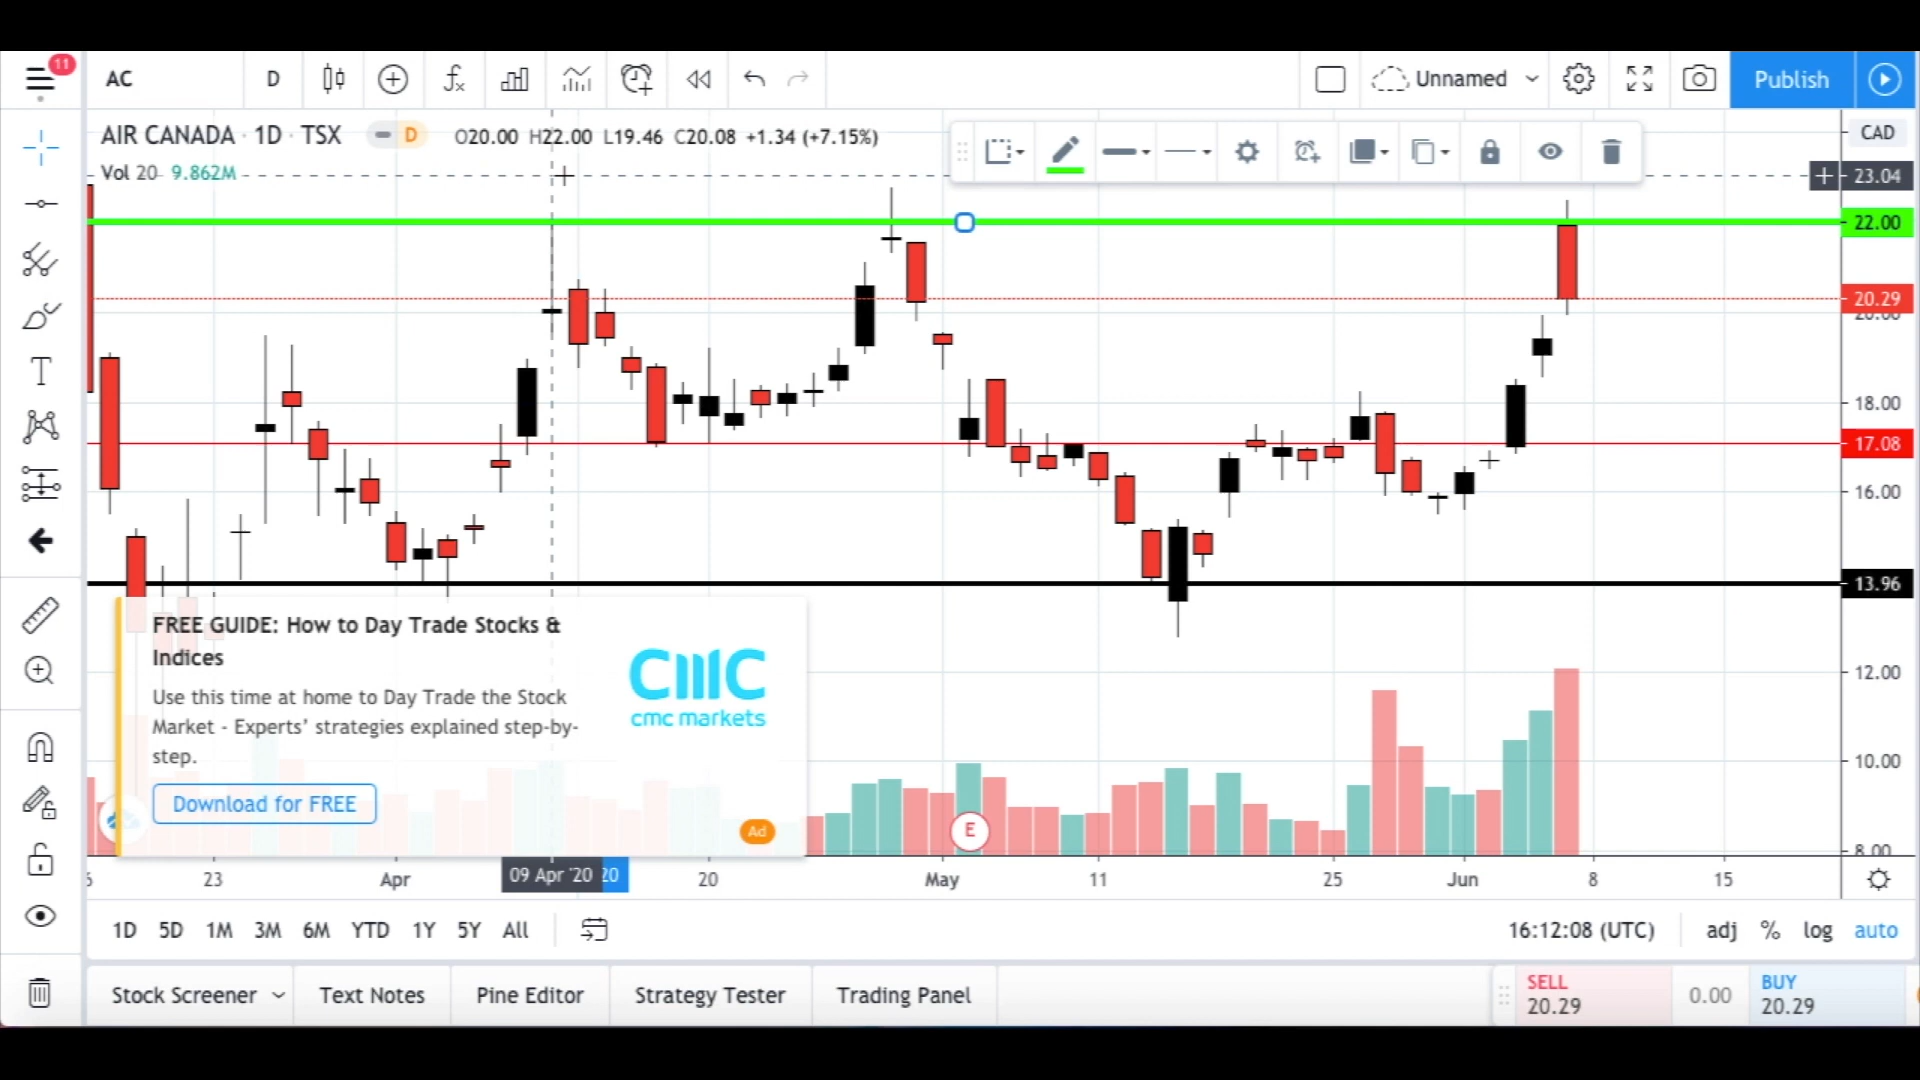 11
AC
D
Unnamed
Publish
AIR CANADA · 1D · TSX
D
O20.00 H22.00 L19.46 C20.08 +1.34 (+7.15%)
Vol 20 9.862M
CAD
23.04
22.00
20.29
20.00
18.00
17.08
16.00
13.96
12.00
10.00
8.00
FREE GUIDE: How to Day Trade Stocks &
Indices
Use this time at home to Day Trade the Stock
Market - Experts’ strategies explained step-by-
step.
Download for FREE
CMC
cmc markets
Ad
E
23
Apr
09 Apr '20
20
20
May
11
25
Jun
8
15
1D 5D 1M 3M 6M YTD 1Y 5Y All
16:12:08 (UTC)
adj % log auto
Stock Screener
Text Notes
Pine Editor
Strategy Tester
Trading Panel
SELL
20.29
0.00
BUY
20.29